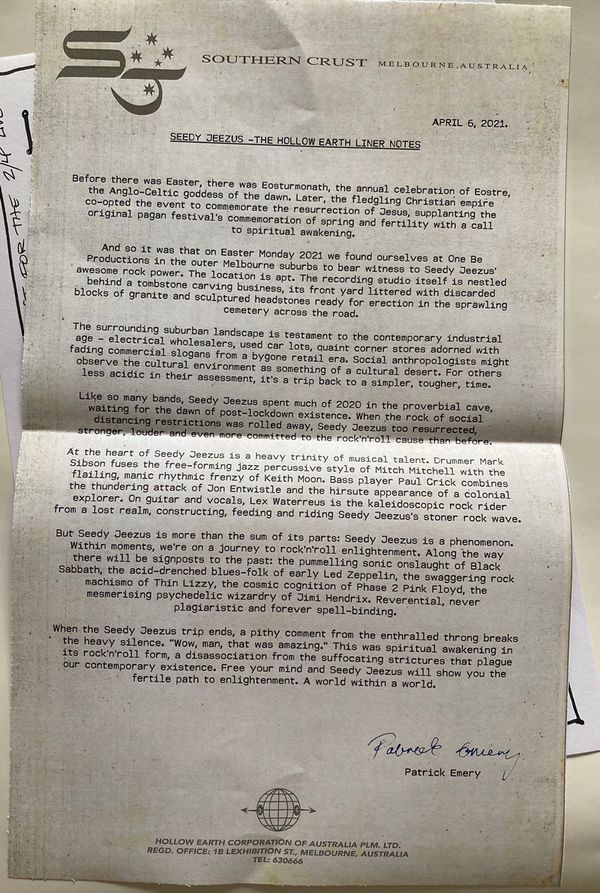 SJ
SOUTHERN CRUST MELBOURNE, AUSTRALIA
APRIL 6, 2021.
SEEDY JEEZUS -THE HOLLOW EARTH LINER NOTES
Before there was Easter, there was Eosturmonath, the annual celebration of Eostre,
the Anglo-Celtic goddess of the dawn. Later, the fledgling Christian empire
co-opted the event to commemorate the resurrection of Jesus, supplanting the
original pagan festival's commemoration of spring and fertility with a call
to spiritual awakening.
And so it was that on Easter Monday 2021 we found ourselves at One Be
Productions in the outer Melbourne suburbs to bear witness to Seedy Jeezus'
awesome rock power. The location is apt. The recording studio itself is nestled
behind a tombstone carving business, its front yard littered with discarded
blocks of granite and sculptured headstones ready for erection in the sprawling
cemetery across the road.
The surrounding suburban landscape is testament to the contemporary industrial
age - electrical wholesalers, used car lots, quaint corner stores adorned with
fading commercial slogans from a bygone retail era. Social anthropologists might
observe the cultural environment as something of a cultural desert. For others
less acidic in their assessment, it's a trip back to a simpler, tougher, time.
Like so many bands, Seedy Jeezus spent much of 2020 in the proverbial cave,
waiting for the dawn of post-lockdown existence. When the rock of social
distancing restrictions was rolled away, Seedy Jeezus too resurrected,
stronger, louder and even more committed to the rock'n'roll cause than before.
At the heart of Seedy Jeezus is a heavy trinity of musical talent. Drummer Mark
Sibson fuses the free-forming jazz percussive style of Mitch Mitchell with the
flailing, manic rhythmic frenzy of Keith Moon. Bass player Paul Crick combines
the thundering attack of Jon Entwistle and the hirsute appearance of a colonial
explorer. On guitar and vocals, Lex Waterreus is the kaleidoscopic rock rider
from a lost realm, constructing, feeding and riding Seedy Jeezus's stoner rock wave.
But Seedy Jeezus is more than the sum of its parts: Seedy Jeezus is a phenomenon.
Within moments, we're on a journey to rock'n'roll enlightenment. Along the way
there will be signposts to the past: the pummelling sonic onslaught of Black
Sabbath, the acid-drenched blues-folk of early Led Zeppelin, the swaggering rock
machismo of Thin Lizzy, the cosmic cognition of Phase 2 Pink Floyd, the
mesmerising psychedelic wizardry of Jimi Hendrix. Reverential, never
plagiaristic and forever spell-binding.
When the Seedy Jeezus trip ends, a pithy comment from the enthralled throng breaks
the heavy silence. "Wow, man, that was amazing." This was spiritual awakening in
its rock'n'roll form, a disassociation from the suffocating strictures that plague
our contemporary existence. Free your mind and Seedy Jeezus will show you the
fertile path to enlightenment. A world within a world.
Patrick Emery
Patrick Emery
HOLLOW EARTH CORPORATION OF AUSTRALIA PLM. LTD.
REGD. OFFICE: 1B LEXHIBITION ST., MELBOURNE, AUSTRALIA
TEL: 630666
FOR THE 2/4